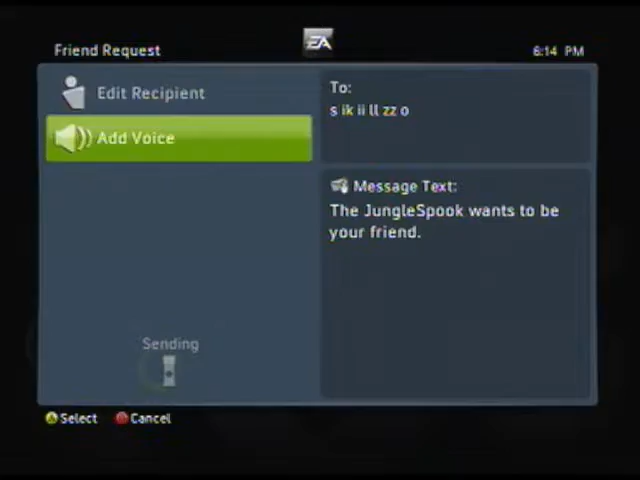 EA
Friend Request
6:14 PM
Edit Recipient
Add Voice
To:
s ik ii ll zz o
Message Text:
The JungleSpook wants to be
your friend.
Sending
A Select B Cancel